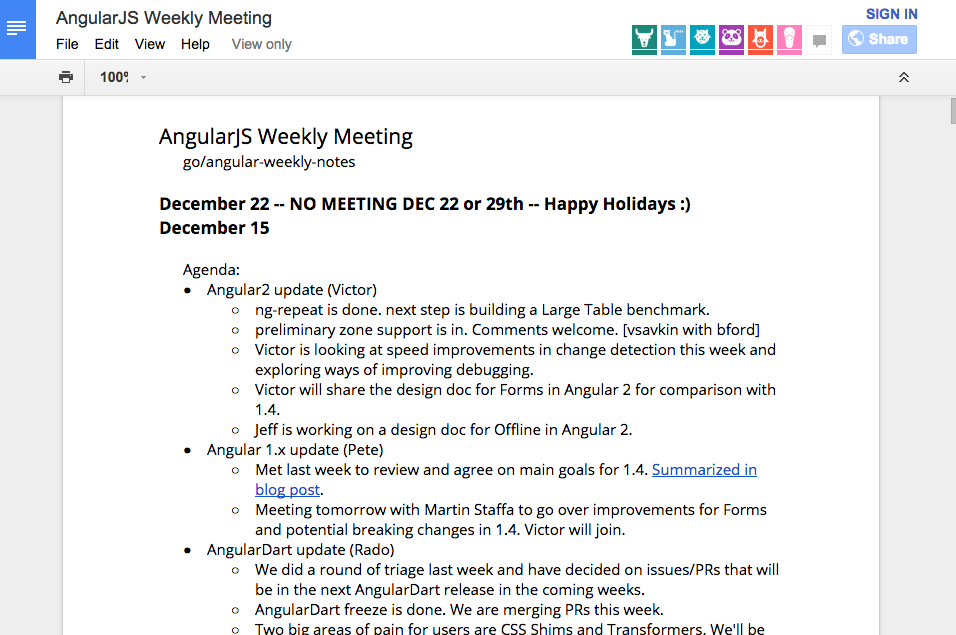 AngularJS Weekly Meeting
SIGN IN
File Edit View Help View only
Share
100%
AngularJS Weekly Meeting
go/angular-weekly-notes
December 22 -- NO MEETING DEC 22 or 29th -- Happy Holidays :)
December 15
Agenda:
● Angular2 update (Victor)
○ ng-repeat is done. next step is building a Large Table benchmark.
○ preliminary zone support is in. Comments welcome. [vsavkin with bford]
○ Victor is looking at speed improvements in change detection this week and
exploring ways of improving debugging.
○ Victor will share the design doc for Forms in Angular 2 for comparison with
1.4.
○ Jeff is working on a design doc for Offline in Angular 2.
● Angular 1.x update (Pete)
○ Met last week to review and agree on main goals for 1.4. Summarized in
blog post.
○ Meeting tomorrow with Martin Staffa to go over improvements for Forms
and potential breaking changes in 1.4. Victor will join.
● AngularDart update (Rado)
○ We did a round of triage last week and have decided on issues/PRs that will
be in the next AngularDart release in the coming weeks.
○ AngularDart freeze is done. We are merging PRs this week.
○ Two big areas of pain for users are CSS Shims and Transformers. We'll be